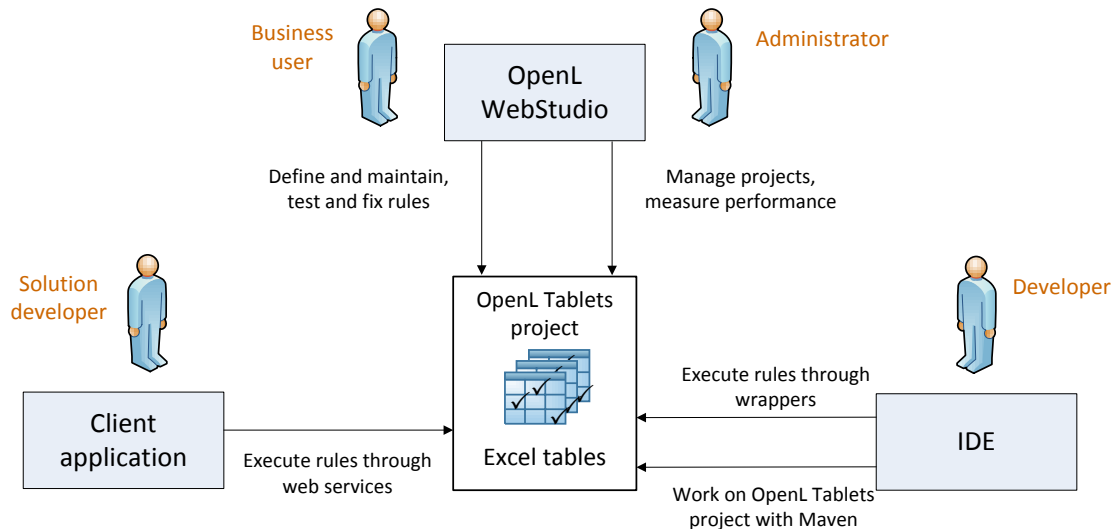 Business
user
Administrator
OpenL
WebStudio
Define and maintain,
test and fix rules
Manage projects,
measure performance
Solution
developer
Developer
OpenL Tablets
project
Excel tables
Client
application
Execute rules through
web services
Execute rules through
wrappers
IDE
Work on OpenL Tablets
project with Maven